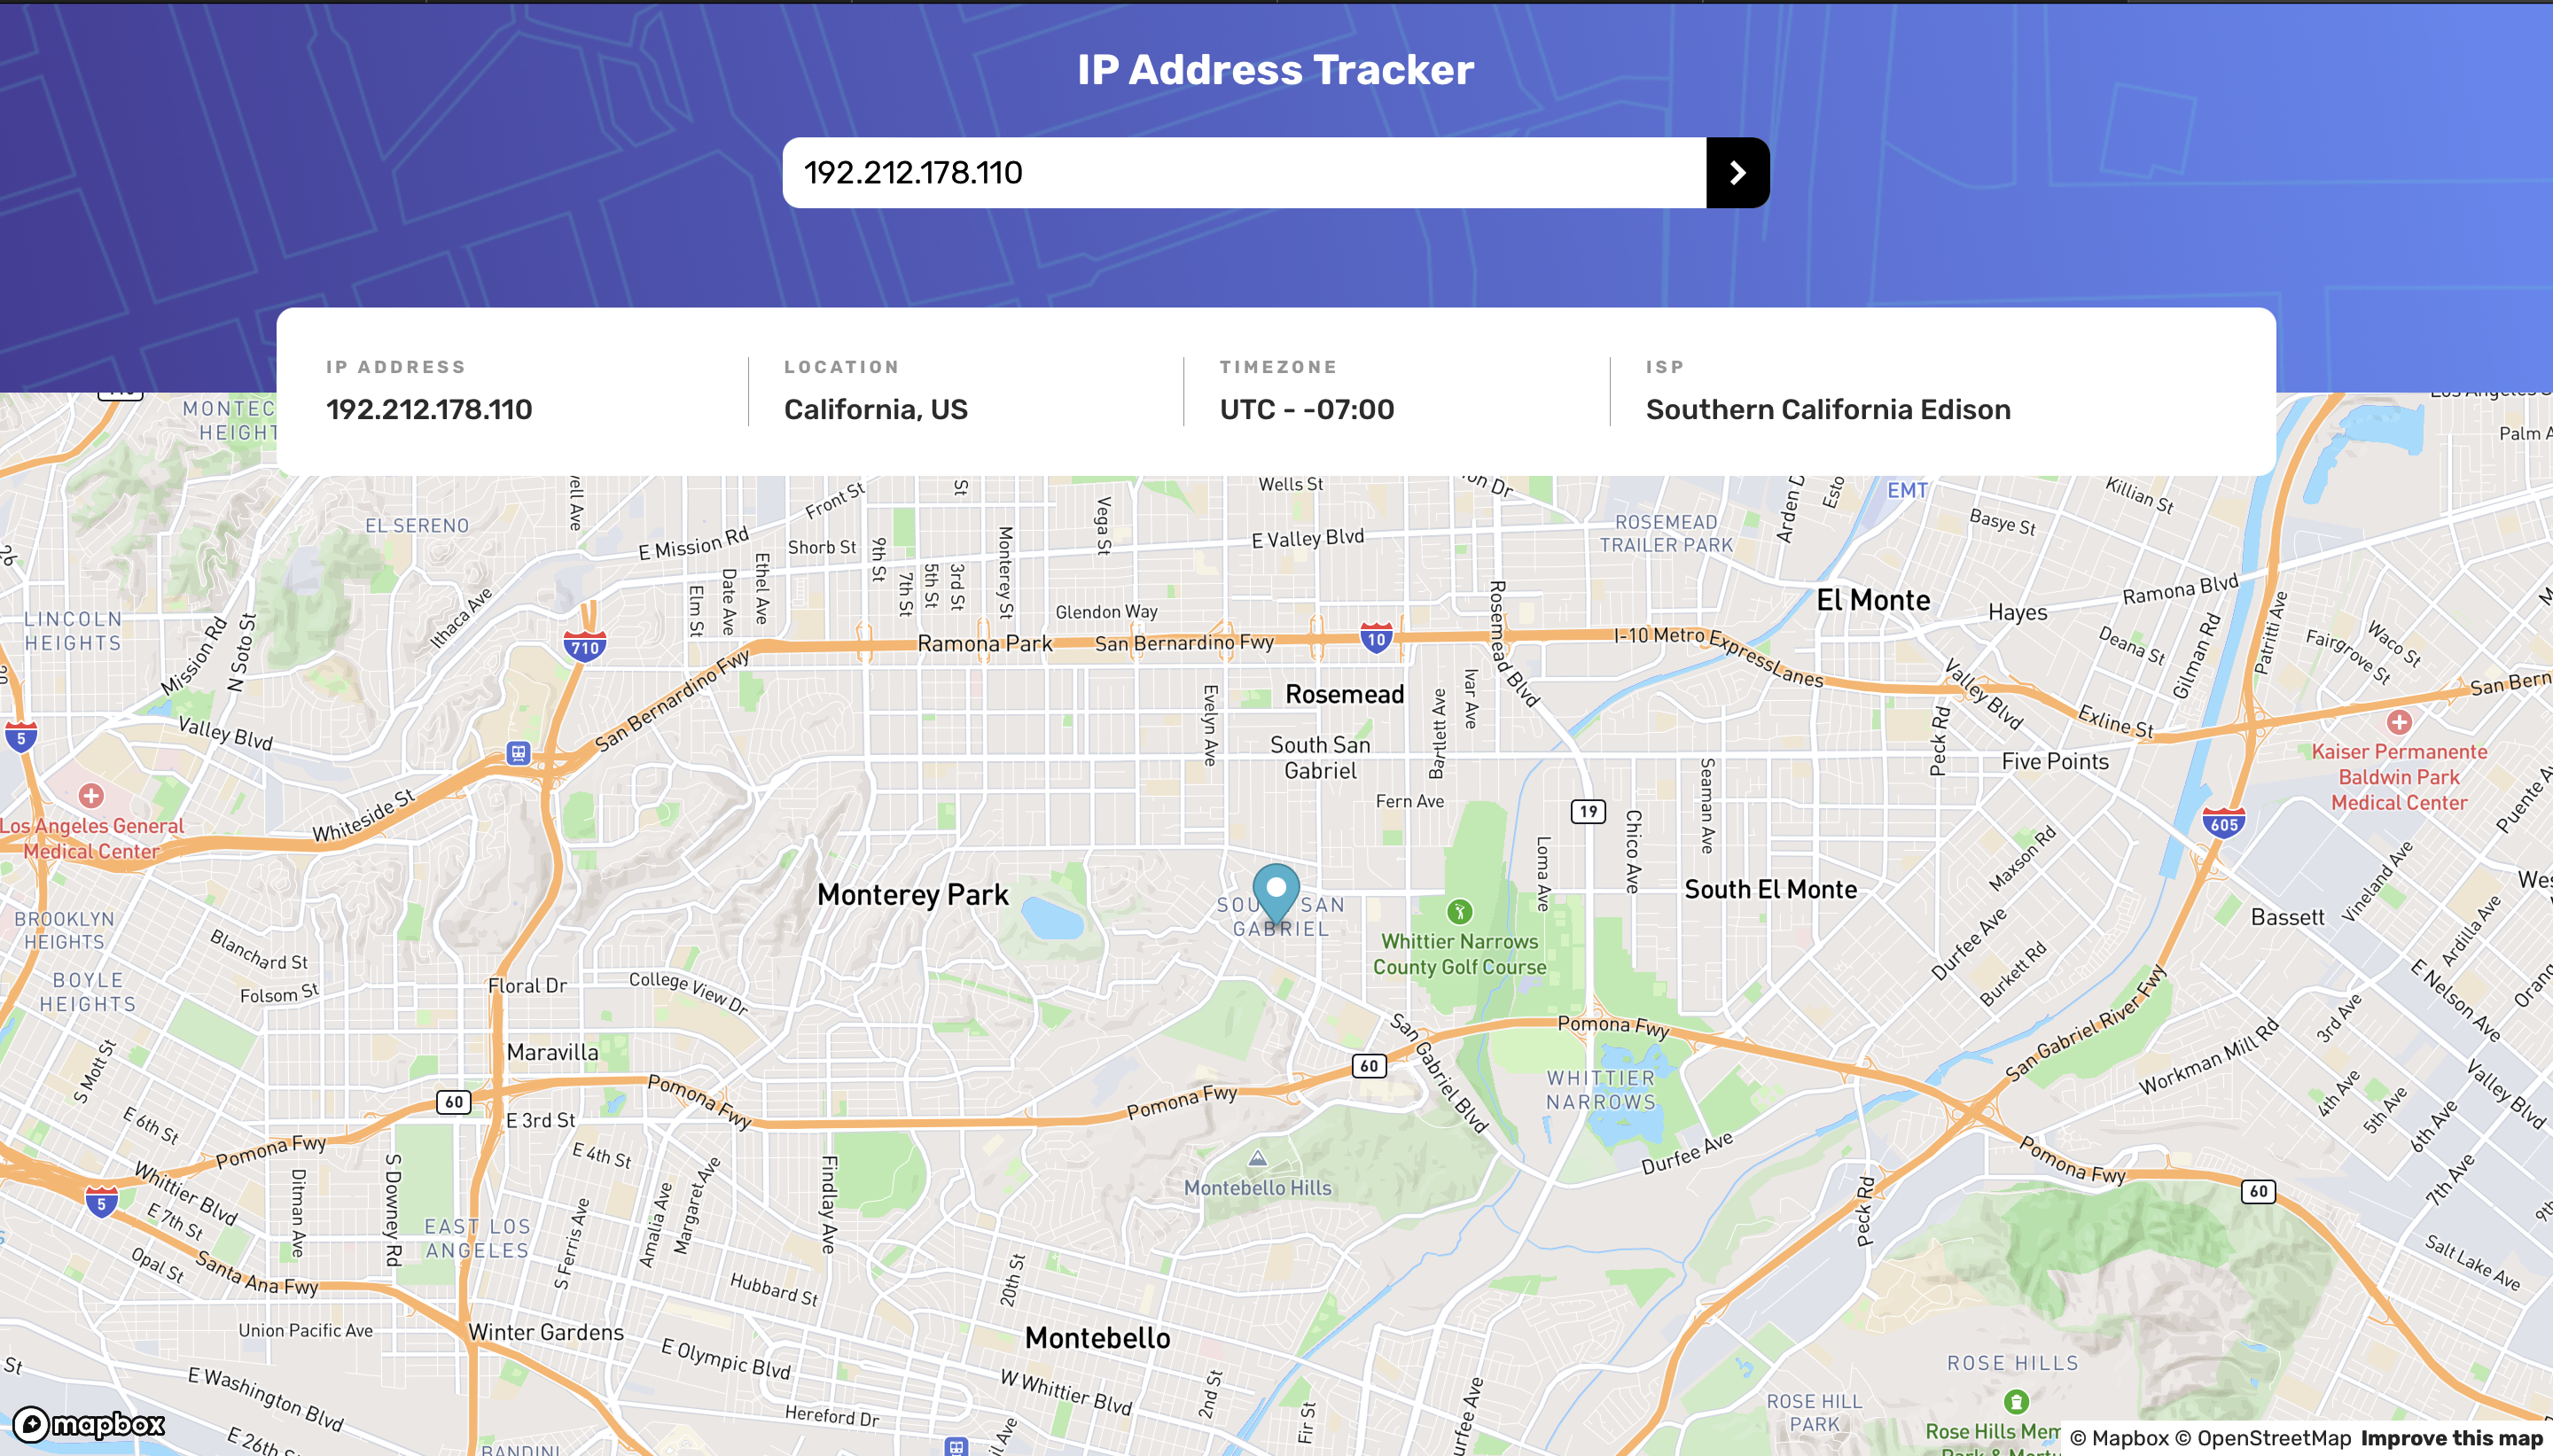 IP Address Tracker
192.212.178.110
IP ADDRESS
192.212.178.110
LOCATION
California, US
TIMEZONE
UTC - -07:00
ISP
Southern California Edison
EL SERENO
E Mission Rd
Front St
Shorb St
St
Wells St
Vega St
E Valley Blvd
ROSEMEAD
TRAILER PARK
Arden D
Esto
EMT
Basye St
Killian St
Palm A
9th St
7th St
5th St
3rd St
Monterey St
Elm St
Date Ave
Ethel Ave
Glendon Way
Rosemead Blvd
El Monte
Hayes
Ramona Blvd
Patritti Ave
Gilman Rd
Deana St
Fairgrove St
Waco St
LINCOLN
HEIGHTS
Mission Rd
N Soto St
Ithaca Ave
710
Ramona Park
San Bernardino Fwy
10
I-10 Metro ExpressLanes
San Bernardino Fwy
Rosemead
Evelyn Ave
Bartlett Ave
Ivar Ave
Valley Blvd
Exline St
San Bern
5
Valley Blvd
South San
Gabriel
Peck Rd
Five Points
Kaiser Permanente
Baldwin Park
Medical Center
Whiteside St
Fern Ave
19
Seaman Ave
Chico Ave
Loma Ave
605
Puente A
Los Angeles General
Medical Center
Maxson Rd
Monterey Park
South El Monte
Vineland Ave
Bassett
Ardilla Ave
BROOKLYN
HEIGHTS
Blanchard St
GABRIEL
Whittier Narrows
County Golf Course
Durfee Ave
Burkett Rd
BOYLE
HEIGHTS
Folsom St
Floral Dr
College View Dr
E Nelson Ave
S Mott St
Maravilla
San Gabriel Blvd
Pomona Fwy
San Gabriel River Fwy
Workman Mill Rd
3rd Ave
60
WHITTIER
NARROWS
4th Ave
5th Ave
6th Ave
7th Ave
Valley Blvd
60
E 3rd St
Pomona Fwy
Pomona Fwy
E 6th St
Pomona Fwy
E 4th St
Durfee Ave
Pomona Fwy
60
Whittier Blvd
Ditman Ave
S Downey Rd
Margaret Ave
Amalia Ave
Findlay Ave
Montebello Hills
Peck Rd
5
E 7th St
EAST LOS
ANGELES
S Ferris Ave
Opal St
Santa Ana Fwy
Hubbard St
20th St
Salt Lake Ave
Union Pacific Ave
Winter Gardens
E Olympic Blvd
Montebello
ROSE HILLS
St
E Washington Blvd
W Whittier Blvd
2nd St
Fir St
ROSE HILL
PARK
Hereford Dr
mapbox
E 26th
BANDINI
Rose Hills Mem
© Mapbox © OpenStreetMap Improve this map